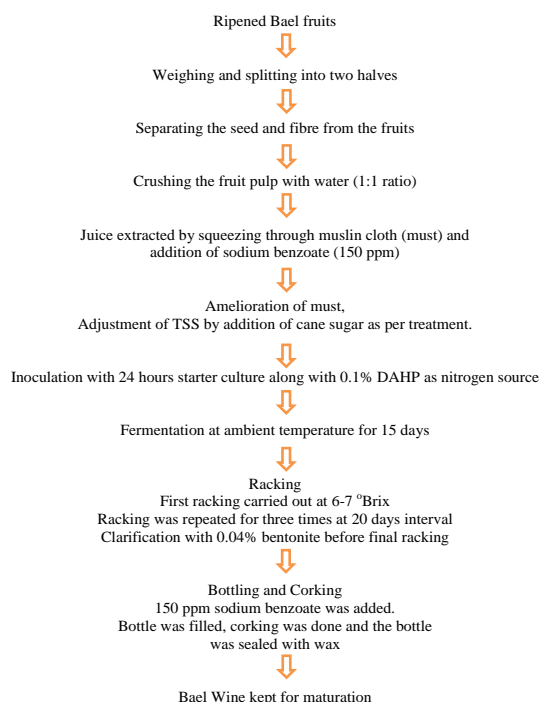 Ripened Bael fruits
Weighing and splitting into two halves
Separating the seed and fibre from the fruits
Crushing the fruit pulp with water (1:1 ratio)
Juice extracted by squeezing through muslin cloth (must) and
addition of sodium benzoate (150 ppm)
Amelioration of must,
Adjustment of TSS by addition of cane sugar as per treatment.
Inoculation with 24 hours starter culture along with 0.1% DAHP as nitrogen source
Fermentation at ambient temperature for 15 days
Racking
First racking carried out at 6-7 °Brix
Racking was repeated for three times at 20 days interval
Clarification with 0.04% bentonite before final racking
Bottling and Corking
150 ppm sodium benzoate was added.
Bottle was filled, corking was done and the bottle
was sealed with wax
Bael Wine kept for maturation